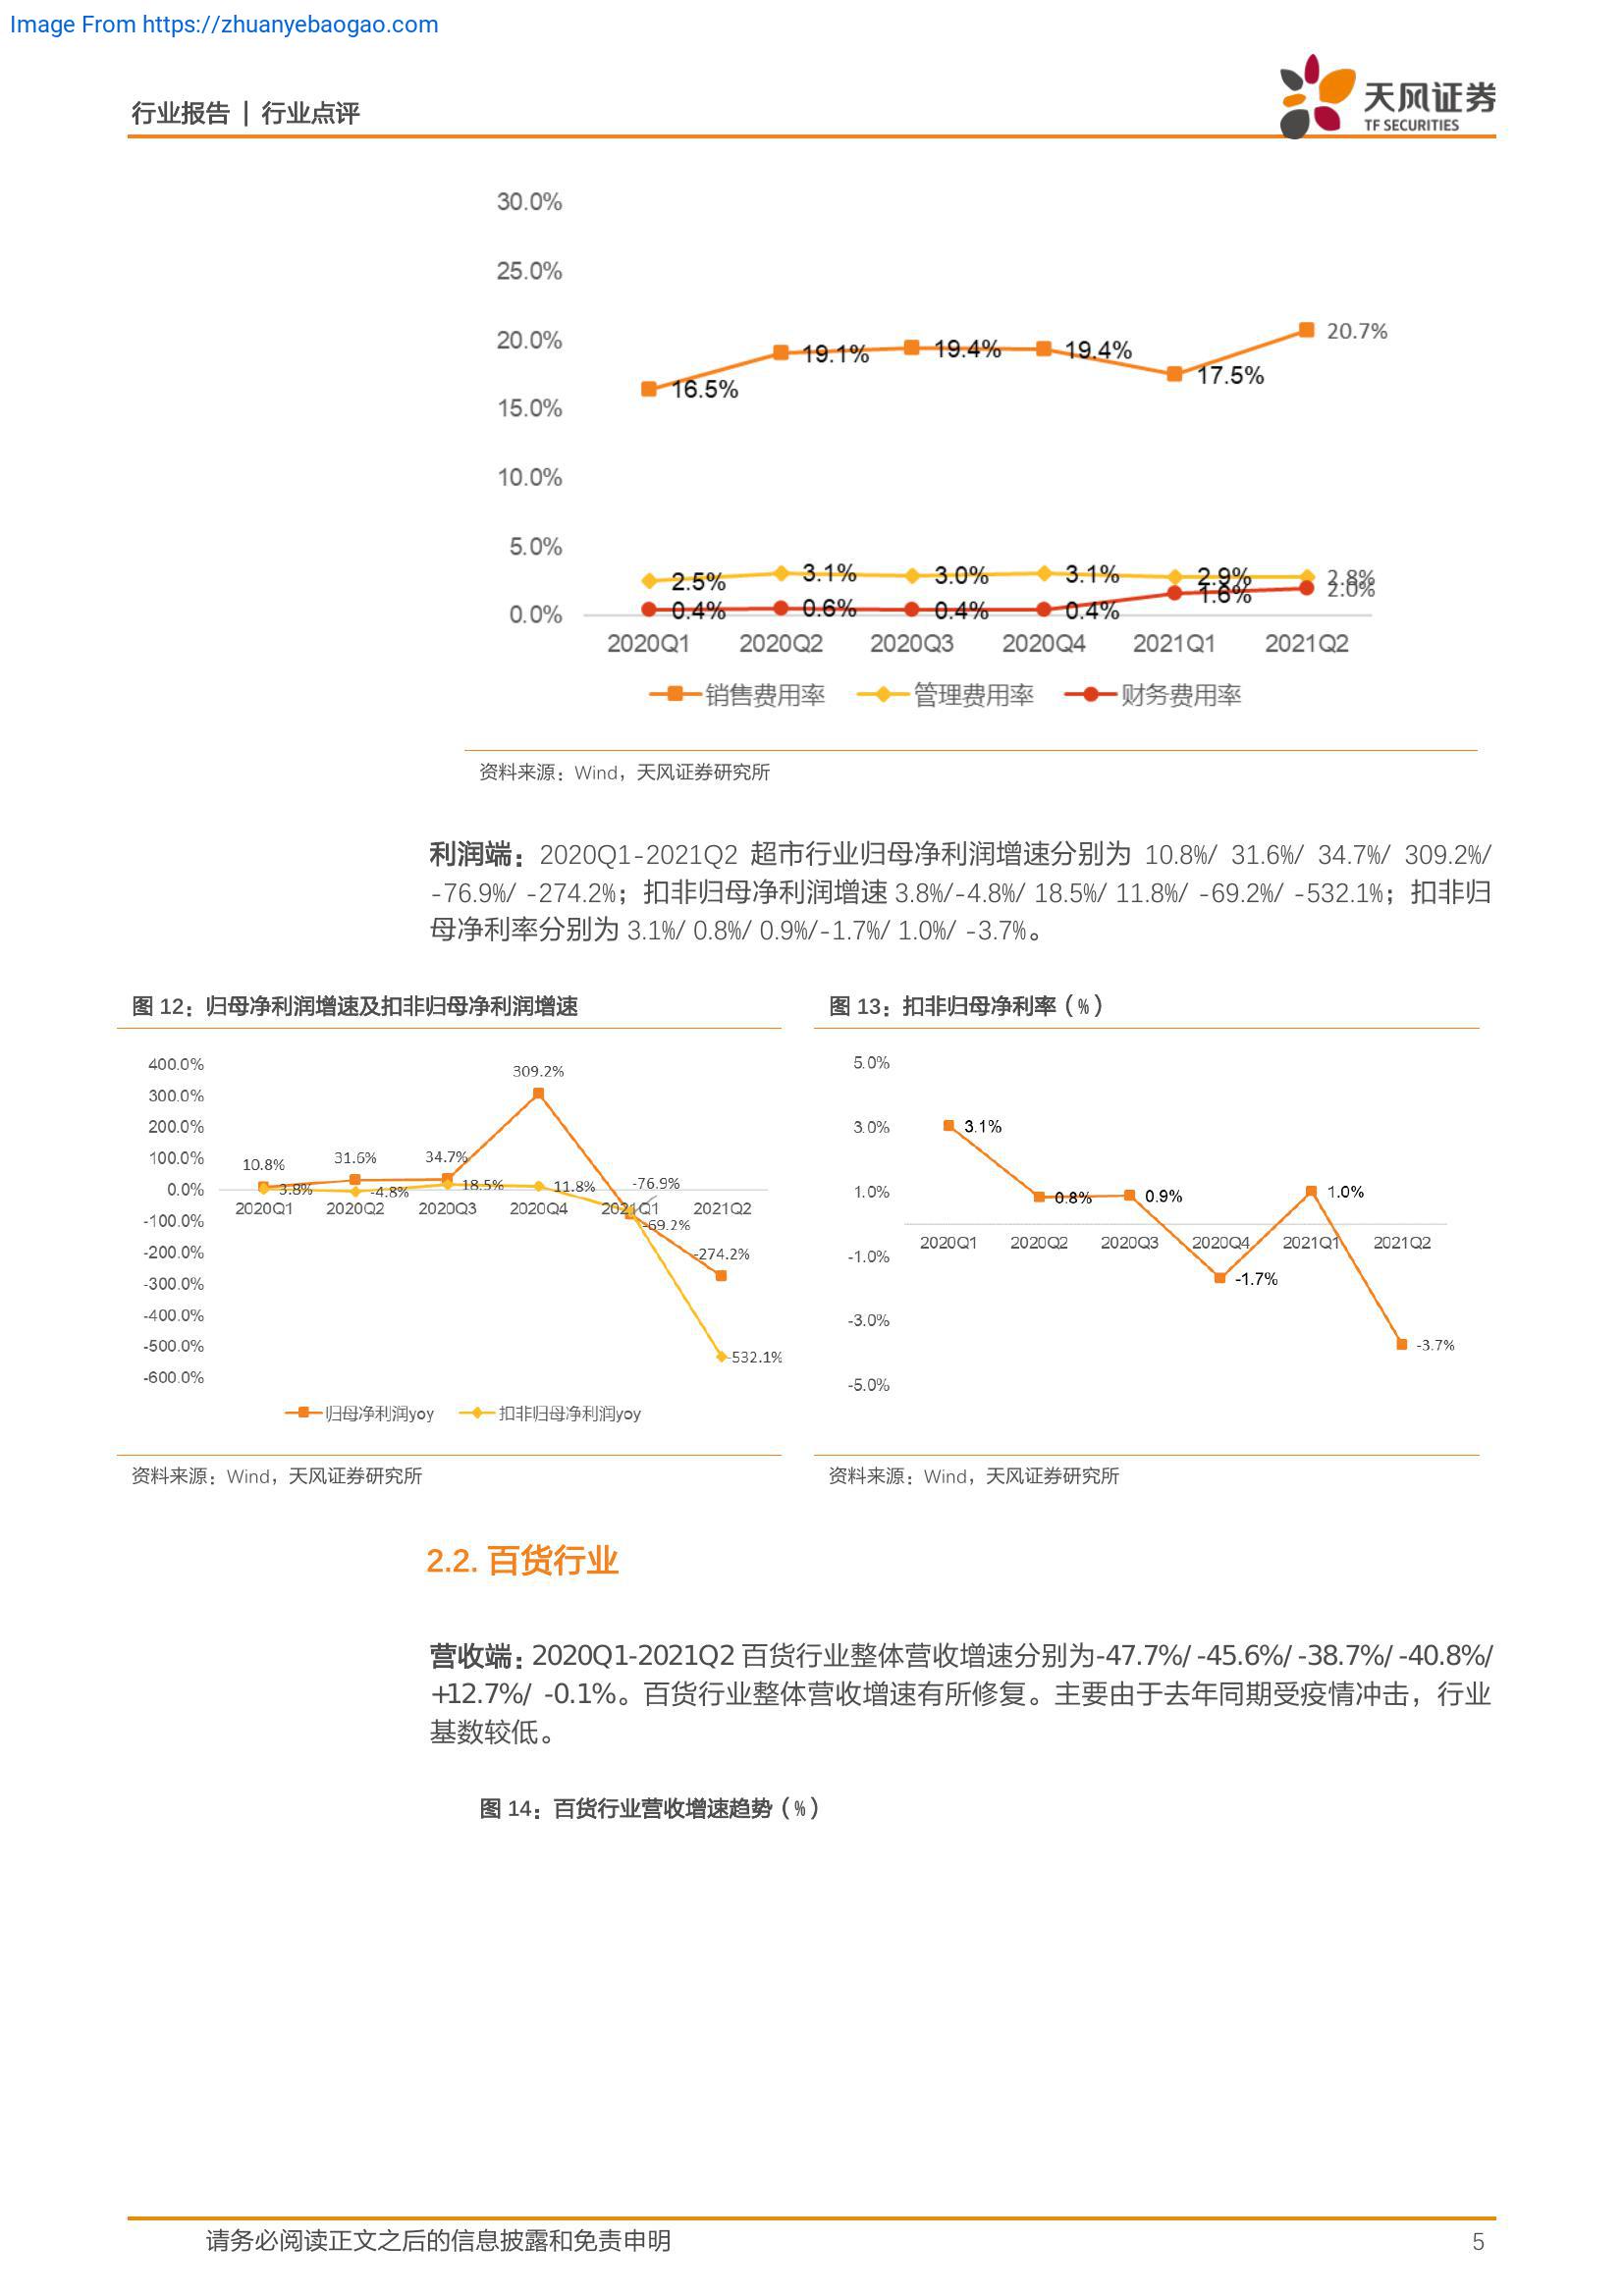 Image From https://zhuanyebaogao.com
行业报告 | 行业点评
天风证券
TF SECURITIES
30.0%
25.0%
20.0%
15.0%
10.0%
5.0%
0.0%
16.5% 19.1% 19.4% 19.4% 17.5% 20.7%
2.5% 3.1% 3.0% 3.1% 2.9% 2.8%
0.4% 0.6% 0.4% 0.4% 1.6% 2.0%
2020Q1 2020Q2 2020Q3 2020Q4 2021Q1 2021Q2
销售费用率 管理费用率 财务费用率
资料来源：Wind，天风证券研究所
利润端：2020Q1-2021Q2 超市行业归母净利润增速分别为 10.8%/ 31.6%/ 34.7%/ 309.2%/
-76.9%/ -274.2%；扣非归母净利润增速 3.8%/-4.8%/ 18.5%/ 11.8%/ -69.2%/ -532.1%；扣非归
母净利率分别为 3.1%/ 0.8%/ 0.9%/-1.7%/ 1.0%/ -3.7%。
图 12：归母净利润增速及扣非归母净利润增速
400.0%
300.0%
200.0%
100.0%
0.0%
-100.0%
-200.0%
-300.0%
-400.0%
-500.0%
-600.0%
10.8% 31.6% 34.7% 309.2% -76.9% -274.2%
3.8% -4.8% 18.5% 11.8% -69.2% -532.1%
2020Q1 2020Q2 2020Q3 2020Q4 2021Q1 2021Q2
归母净利润yoy 扣非归母净利润yoy
资料来源：Wind，天风证券研究所
图 13：扣非归母净利率（%）
5.0%
3.0%
1.0%
-1.0%
-3.0%
-5.0%
3.1% 0.8% 0.9% -1.7% 1.0% -3.7%
2020Q1 2020Q2 2020Q3 2020Q4 2021Q1 2021Q2
资料来源：Wind，天风证券研究所
2.2. 百货行业
营收端：2020Q1-2021Q2 百货行业整体营收增速分别为-47.7%/ -45.6%/ -38.7%/ -40.8%/
+12.7%/ -0.1%。百货行业整体营收增速有所修复。主要由于去年同期受疫情冲击，行业
基数较低。
图 14：百货行业营收增速趋势（%）
请务必阅读正文之后的信息披露和免责申明
5